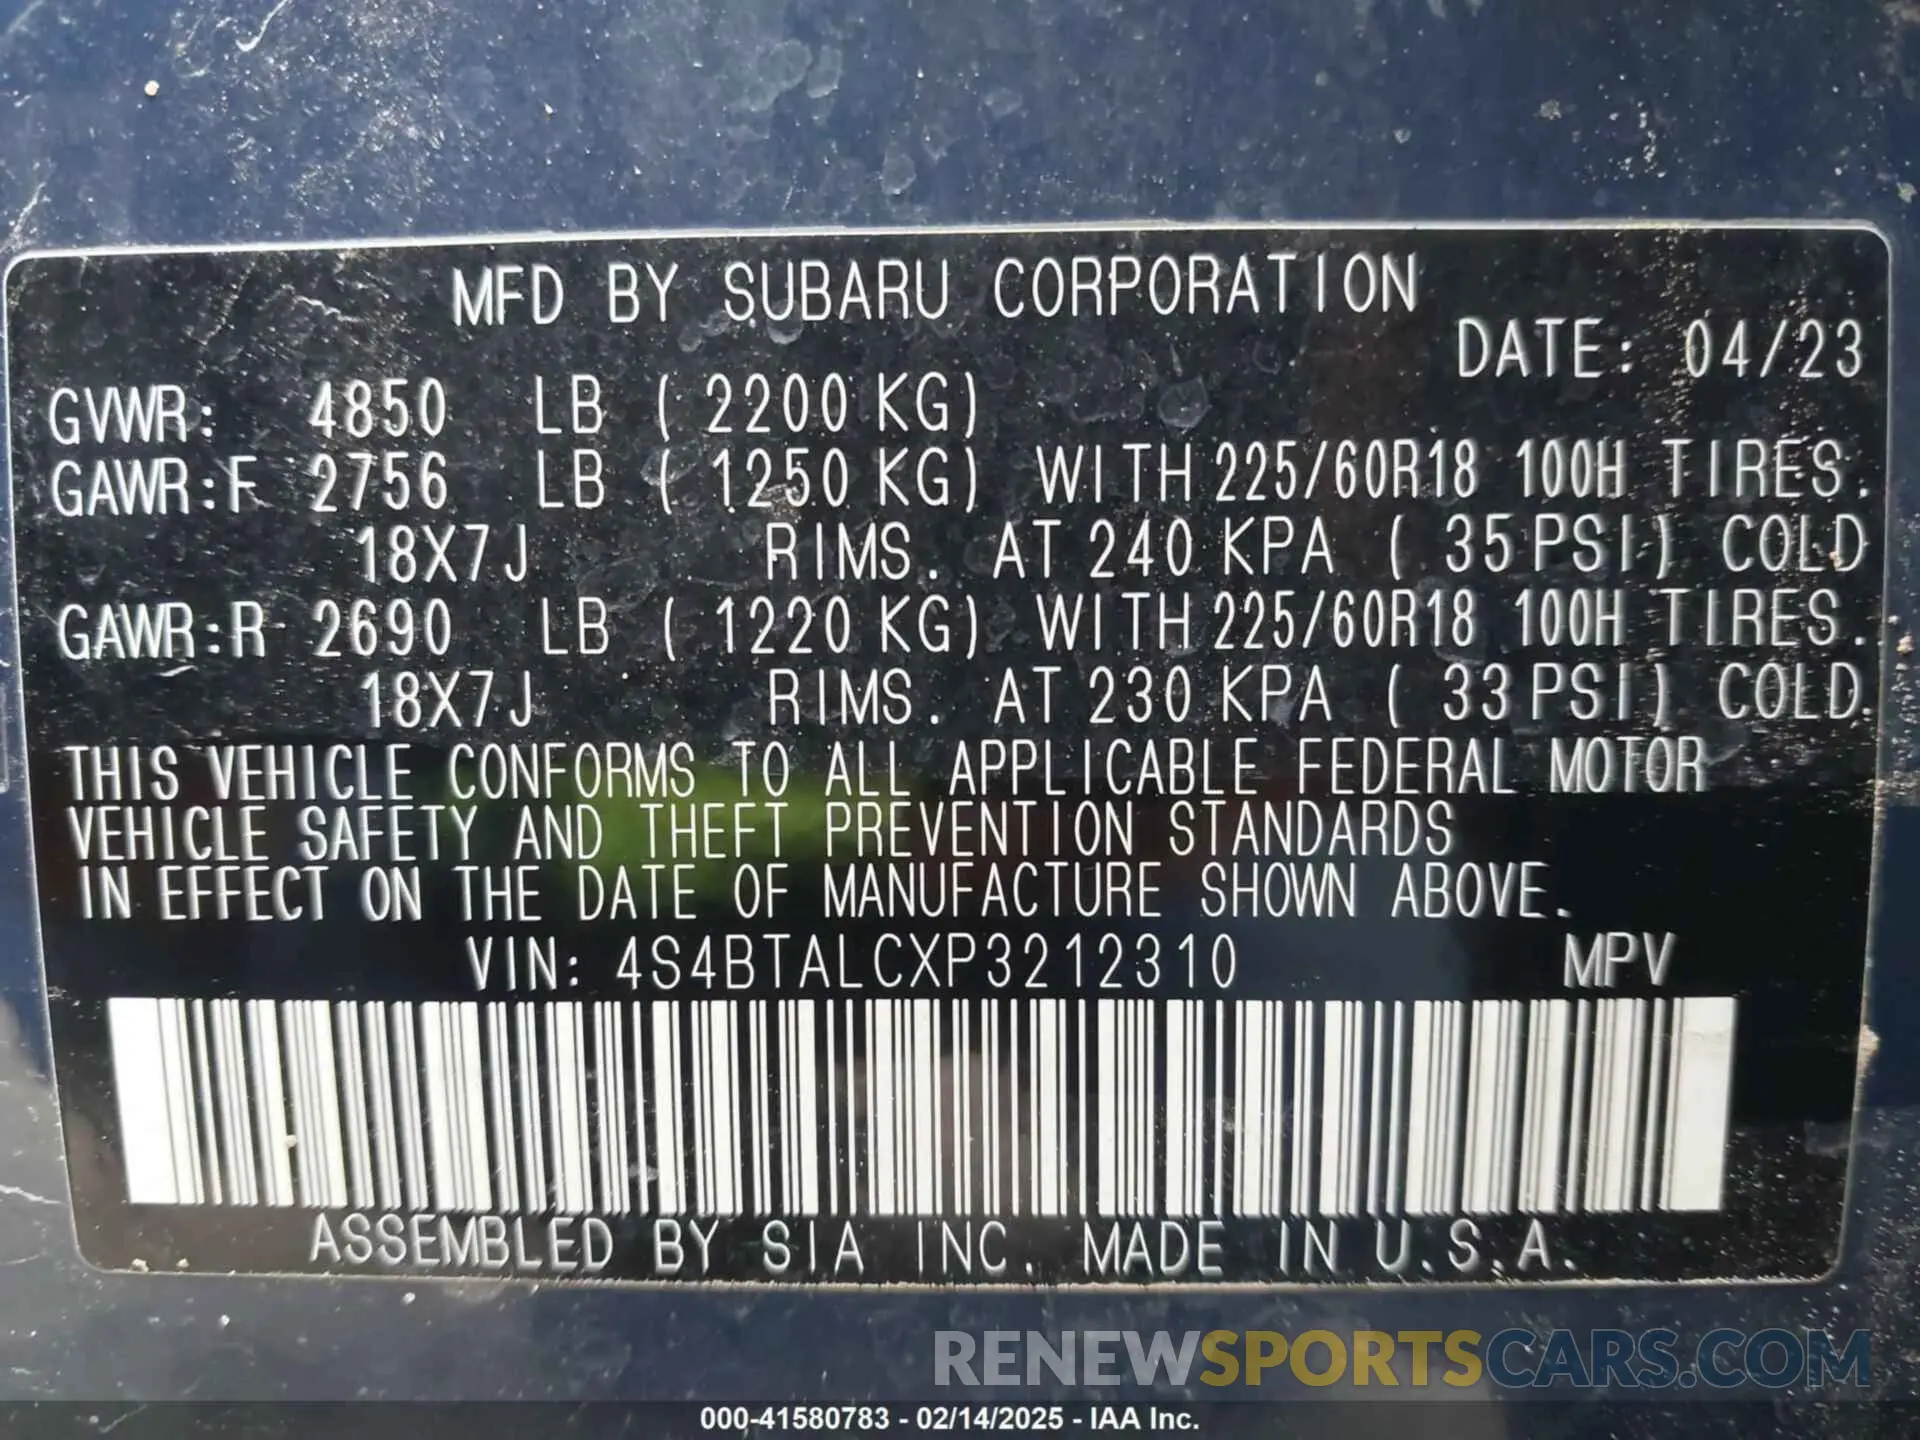 MFD BY SUBARU CORPORATION
DATE: 04/23
GVWR: 4850 LB ( 2200 KG)
GAWR:F 2756 LB ( 1250 KG) WITH 225/60R18 100H TIRES.
18X7J RIMS. AT 240 KPA ( 35 PSI) COLD
GAWR:R 2690 LB ( 1220 KG) WITH 225/60R18 100H TIRES.
18X7J RIMS. AT 230 KPA ( 33 PSI) COLD.
THIS VEHICLE CONFORMS TO ALL APPLICABLE FEDERAL MOTOR
VEHICLE SAFETY AND THEFT PREVENTION STANDARDS
IN EFFECT ON THE DATE OF MANUFACTURE SHOWN ABOVE.
VIN: 4S4BTALCXP3212310 MPV
ASSEMBLED BY SIA INC. MADE IN U.S.A.
RENEWSPORTSCARS.COM
000-41580783 - 02/14/2025 - IAA Inc.